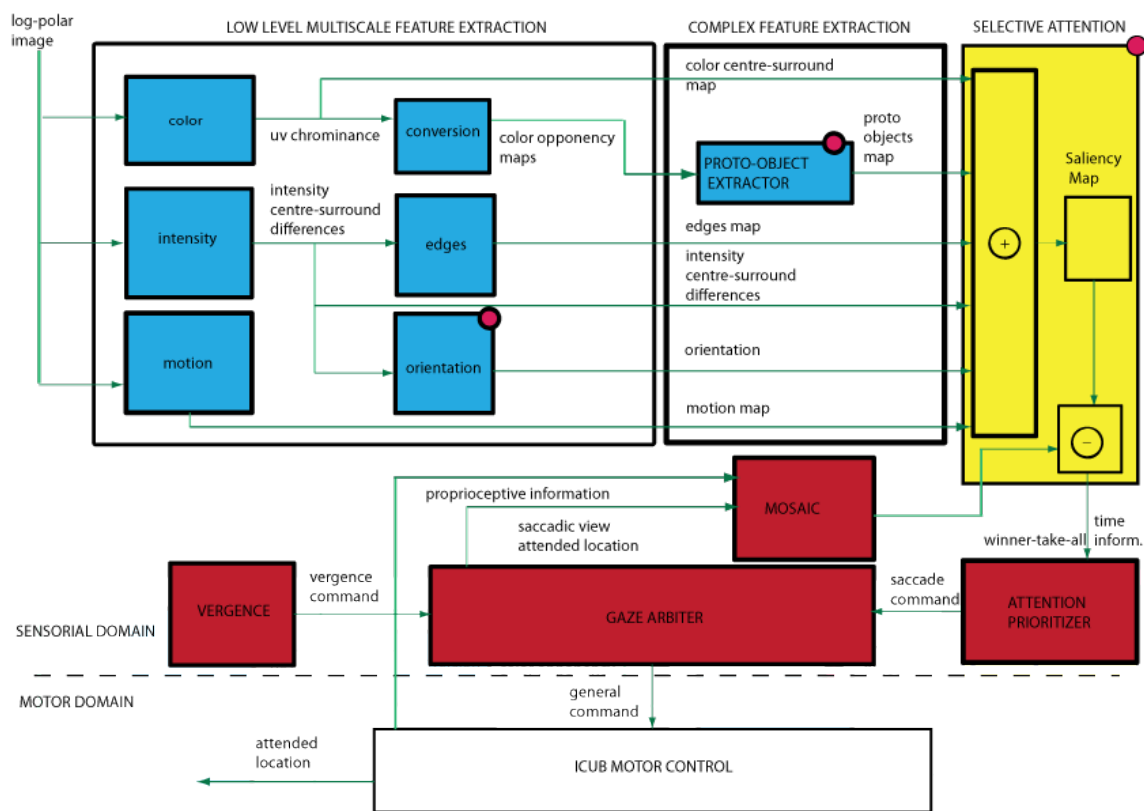 log-polar
image
LOW LEVEL MULTISCALE FEATURE EXTRACTION
COMPLEX FEATURE EXTRACTION
SELECTIVE ATTENTION
color
uv chrominance
conversion
color opponency
maps
color centre-surround
map
PROTO-OBJECT
EXTRACTOR
proto
objects
map
Saliency
Map
intensity
intensity
centre-surround
differences
edges
edges map
intensity
centre-surround
differences
+
motion
orientation
orientation
motion map
−
proprioceptive information
MOSAIC
saccadic view
attended location
winner-take-all
time
inform.
VERGENCE
vergence
command
GAZE ARBITER
saccade
command
ATTENTION
PRIORITIZER
SENSORIAL DOMAIN
MOTOR DOMAIN
general
command
attended
location
ICUB MOTOR CONTROL